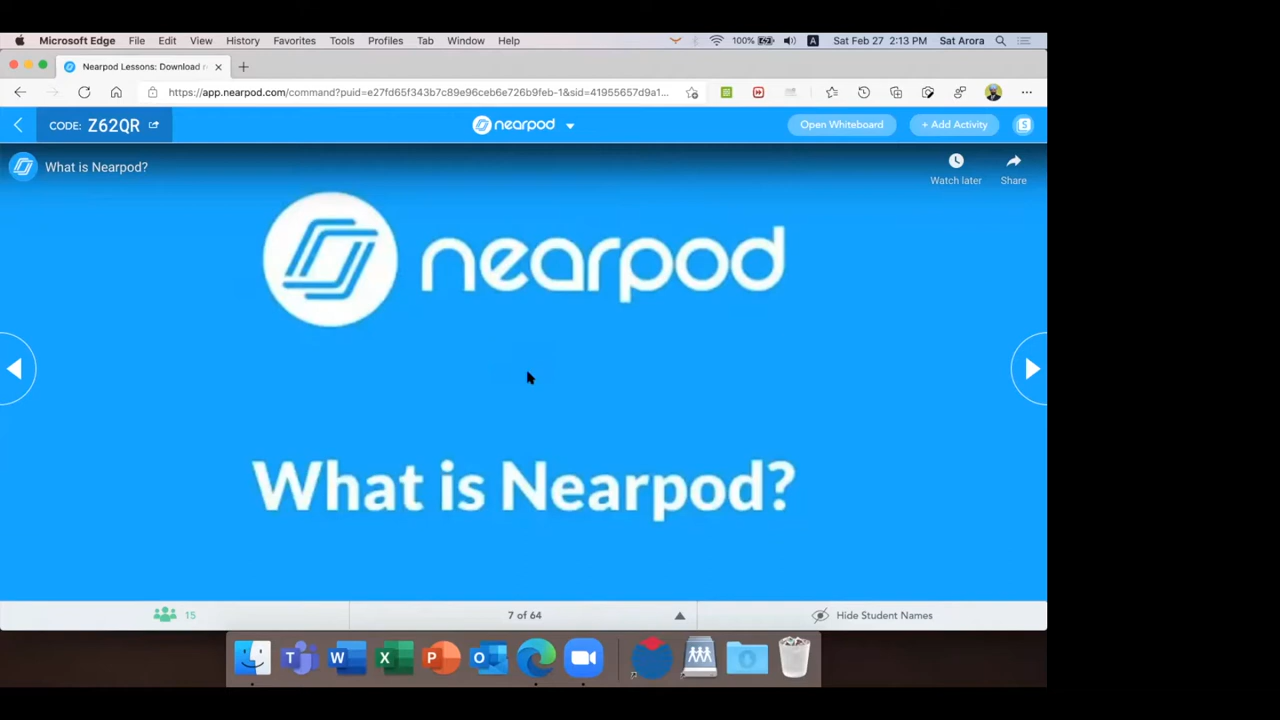 Microsoft Edge File Edit View History Favorites Tools Profiles Tab Window Help 100% A Sat Feb 27 2:13 PM Sat Arora
Nearpod Lessons: Download r
https://app.nearpod.com/command?puid=e27fd65f343b7c89e96ceb6e726b9feb-1&sid=41955657d9a1...
CODE: Z62QR nearpod Open Whiteboard + Add Activity S
What is Nearpod?
Watch later Share
nearpod
What is Nearpod?
15 7 of 64 Hide Student Names
T W X P O